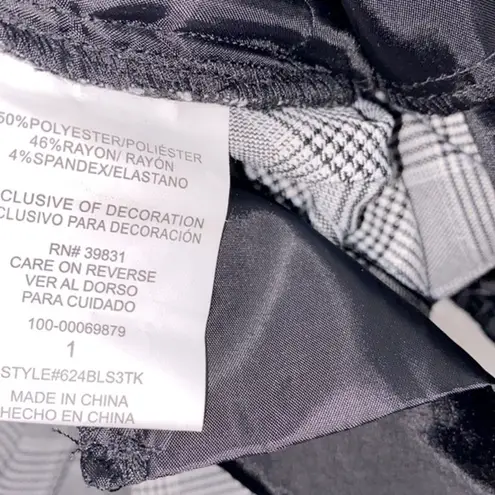 50%POLYESTER/POLIÉSTER
46%RAYON/ RAYÓN
4%SPANDEX/ELASTANO
CLUSIVE OF DECORATION
CLUSIVO PARA DECORACIÓN
RN# 39831
CARE ON REVERSE
VER AL DORSO
PARA CUIDADO
100-00069879
1
STYLE#624BLS3TK
MADE IN CHINA
HECHO EN CHINA